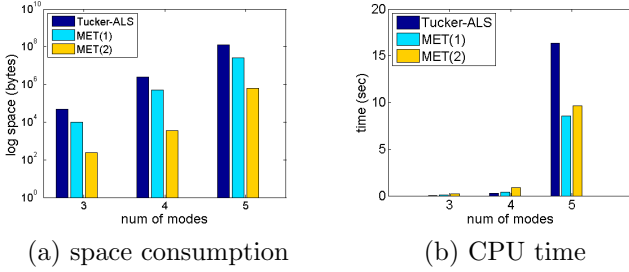 10^10
10^8
10^6
10^4
10^2
10^0
log space (bytes)
Tucker-ALS
MET(1)
MET(2)
3
4
5
num of modes
(a) space consumption
20
15
10
5
0
time (sec)
Tucker-ALS
MET(1)
MET(2)
3
4
5
num of modes
(b) CPU time